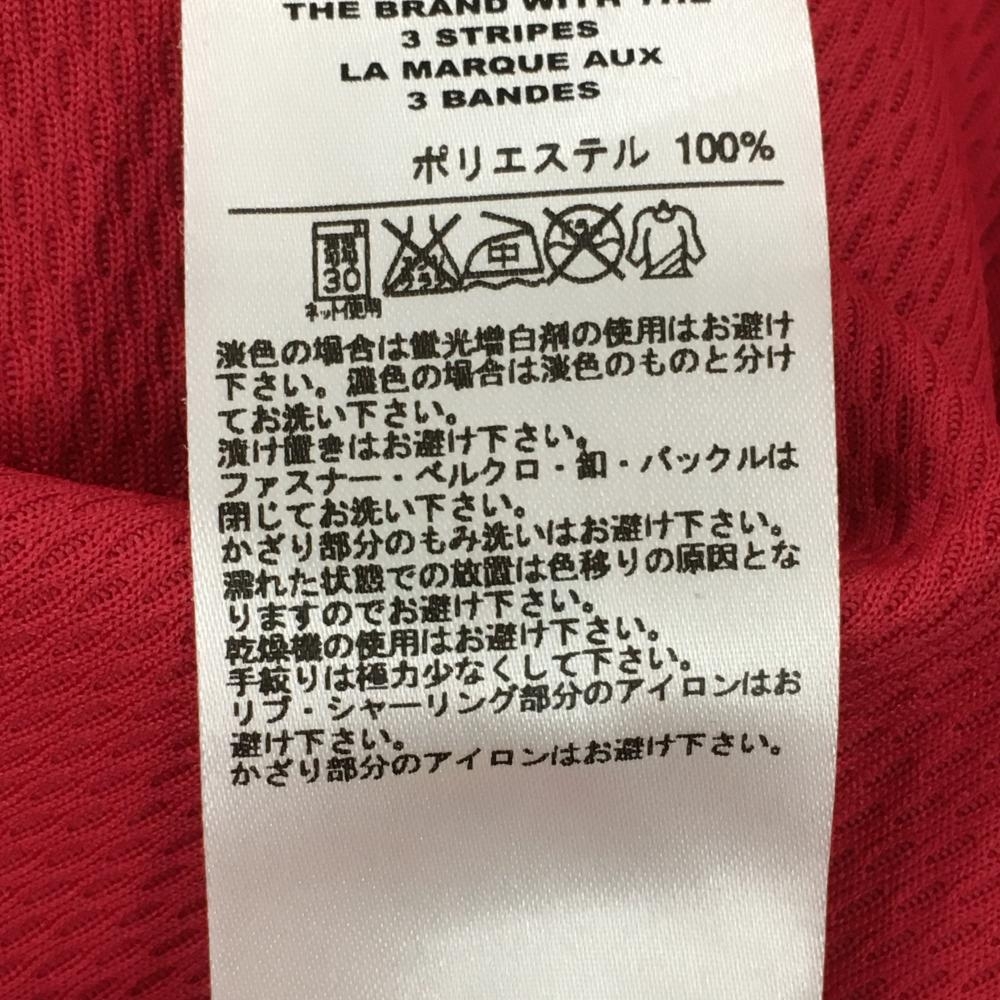 THE BRAND WITH THE
3 STRIPES
LA MARQUE AUX
3 BANDES
ポリエステル 100%
30
中
ネット使用
淡色の場合は蛍光増白剤の使用はお避け
下さい。濃色の場合は淡色のものと分け
てお洗い下さい。
漬け置きはお避け下さい。
ファスナー・ベルクロ・釦・バックルは
閉じてお洗い下さい。
かざり部分のもみ洗いはお避け下さい。
濡れた状態での放置は色移りの原因とな
りますのでお避け下さい。
乾燥機の使用はお避け下さい。
手絞りは極力少なくして下さい。
リブ・シャーリング部分のアイロンはお
避け下さい。
かざり部分のアイロンはお避け下さい。